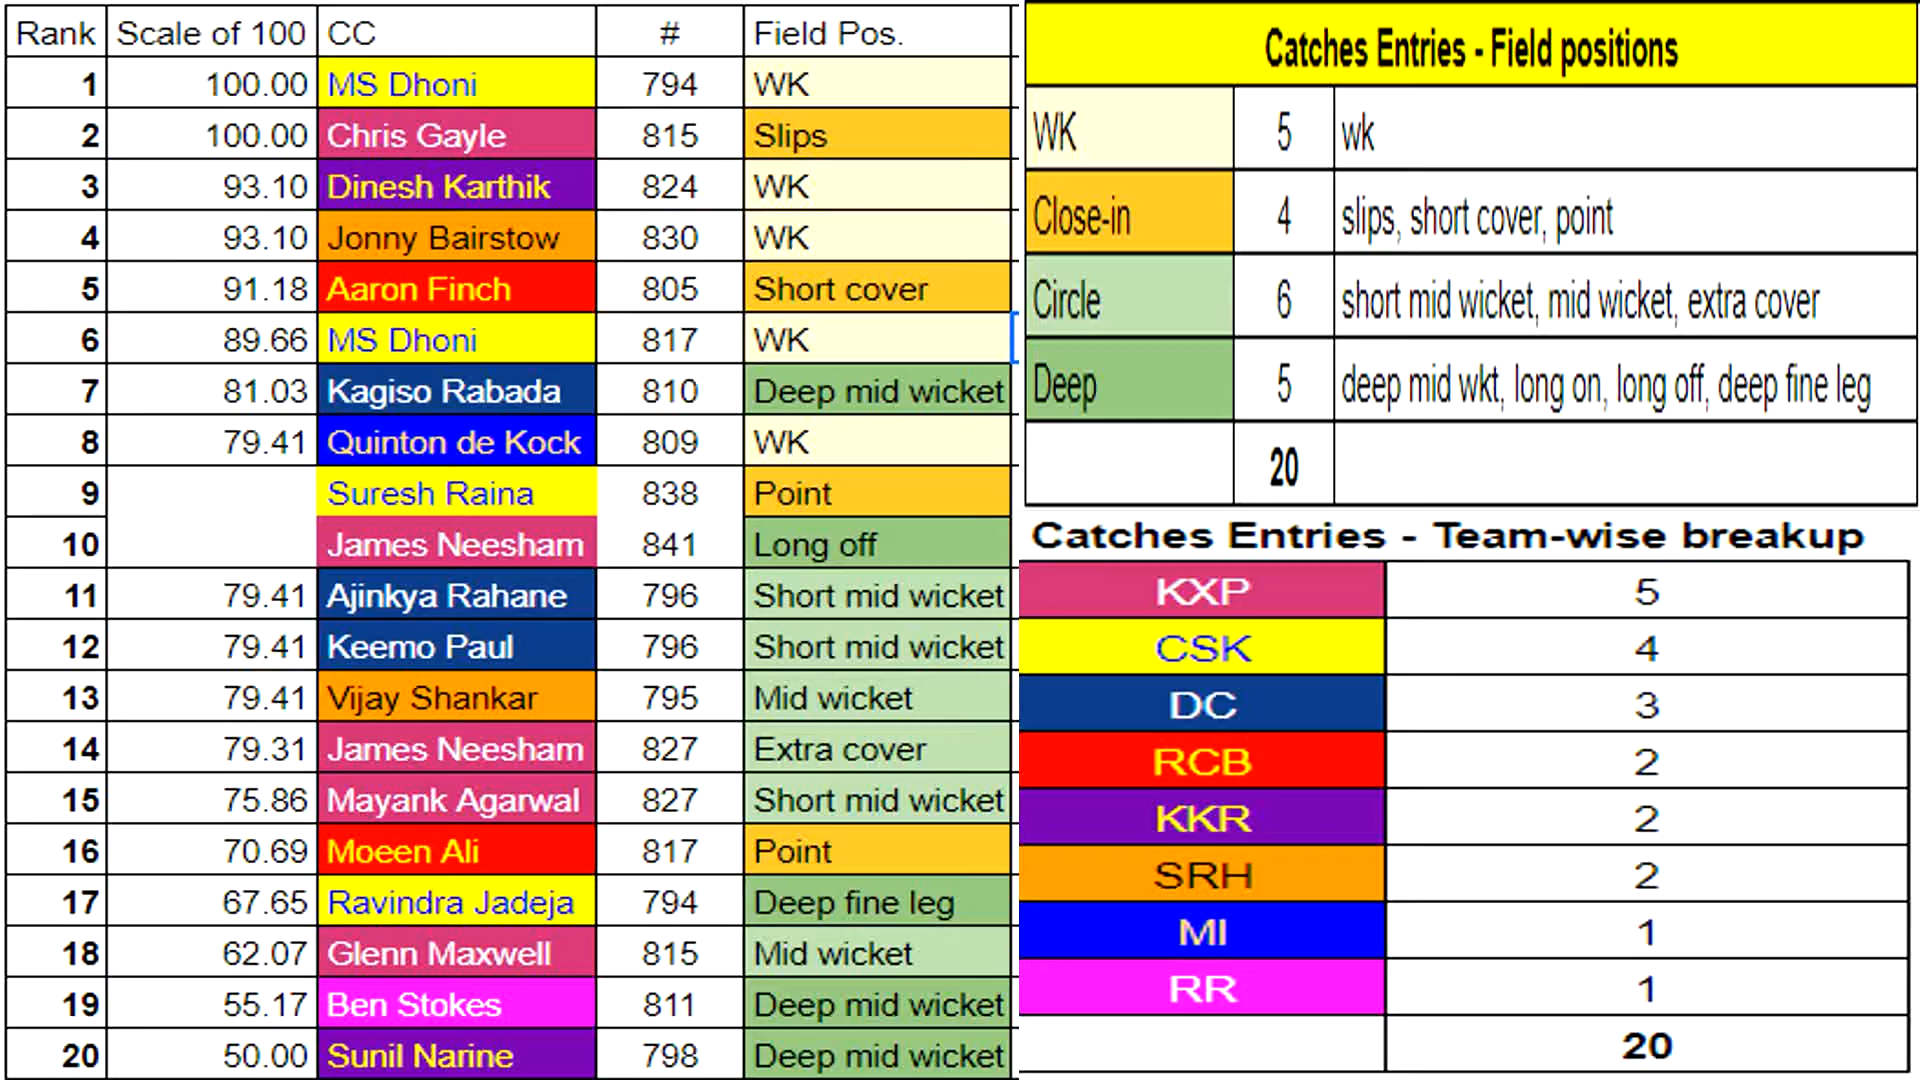 Rank Scale of 100 CC # Field Pos.
1 100.00 MS Dhoni 794 WK
2 100.00 Chris Gayle 815 Slips
3 93.10 Dinesh Karthik 824 WK
4 93.10 Jonny Bairstow 830 WK
5 91.18 Aaron Finch 805 Short cover
6 89.66 MS Dhoni 817 WK
7 81.03 Kagiso Rabada 810 Deep mid wicket
8 79.41 Quinton de Kock 809 WK
9 Suresh Raina 838 Point
10 James Neesham 841 Long off
11 79.41 Ajinkya Rahane 796 Short mid wicket
12 79.41 Keemo Paul 796 Short mid wicket
13 79.41 Vijay Shankar 795 Mid wicket
14 79.31 James Neesham 827 Extra cover
15 75.86 Mayank Agarwal 827 Short mid wicket
16 70.69 Moeen Ali 817 Point
17 67.65 Ravindra Jadeja 794 Deep fine leg
18 62.07 Glenn Maxwell 815 Mid wicket
19 55.17 Ben Stokes 811 Deep mid wicket
20 50.00 Sunil Narine 798 Deep mid wicket
Catches Entries - Field positions
WK 5 wk
Close-in 4 slips, short cover, point
Circle 6 short mid wicket, mid wicket, extra cover
Deep 5 deep mid wkt, long on, long off, deep fine leg
20
Catches Entries - Team-wise breakup
KXP 5
CSK 4
DC 3
RCB 2
KKR 2
SRH 2
MI 1
RR 1
20